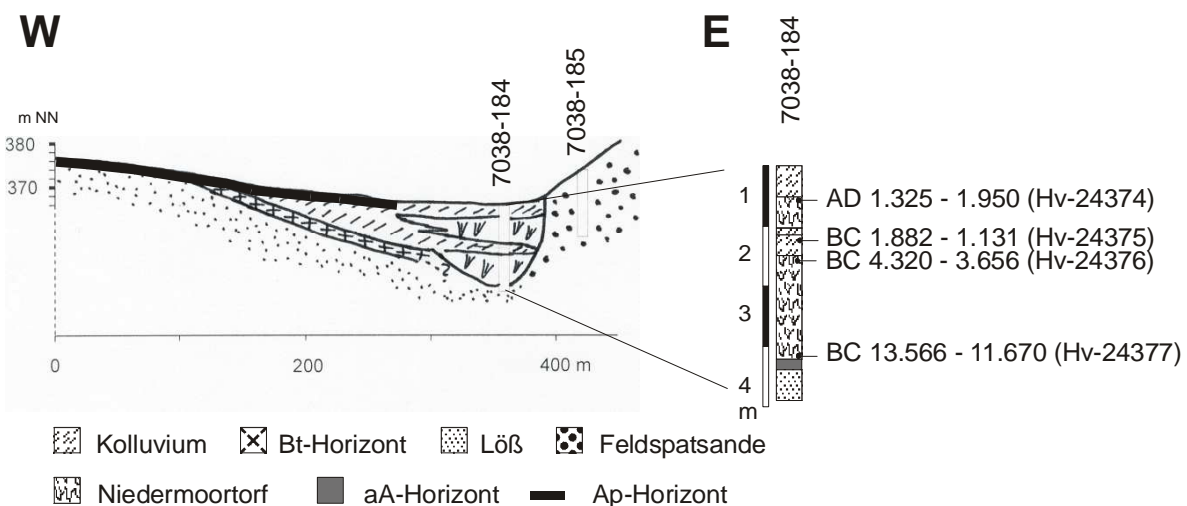 W
E
7038-184
7038-185
7038-184
m NN
380
370
0
200
400 m
1
2
3
4
m
AD 1.325 - 1.950 (Hv-24374)
BC 1.882 - 1.131 (Hv-24375)
BC 4.320 - 3.656 (Hv-24376)
BC 13.566 - 11.670 (Hv-24377)
?
Kolluvium
Bt-Horizont
Löß
Feldspatsande
Niedermoortorf
aA-Horizont
Ap-Horizont